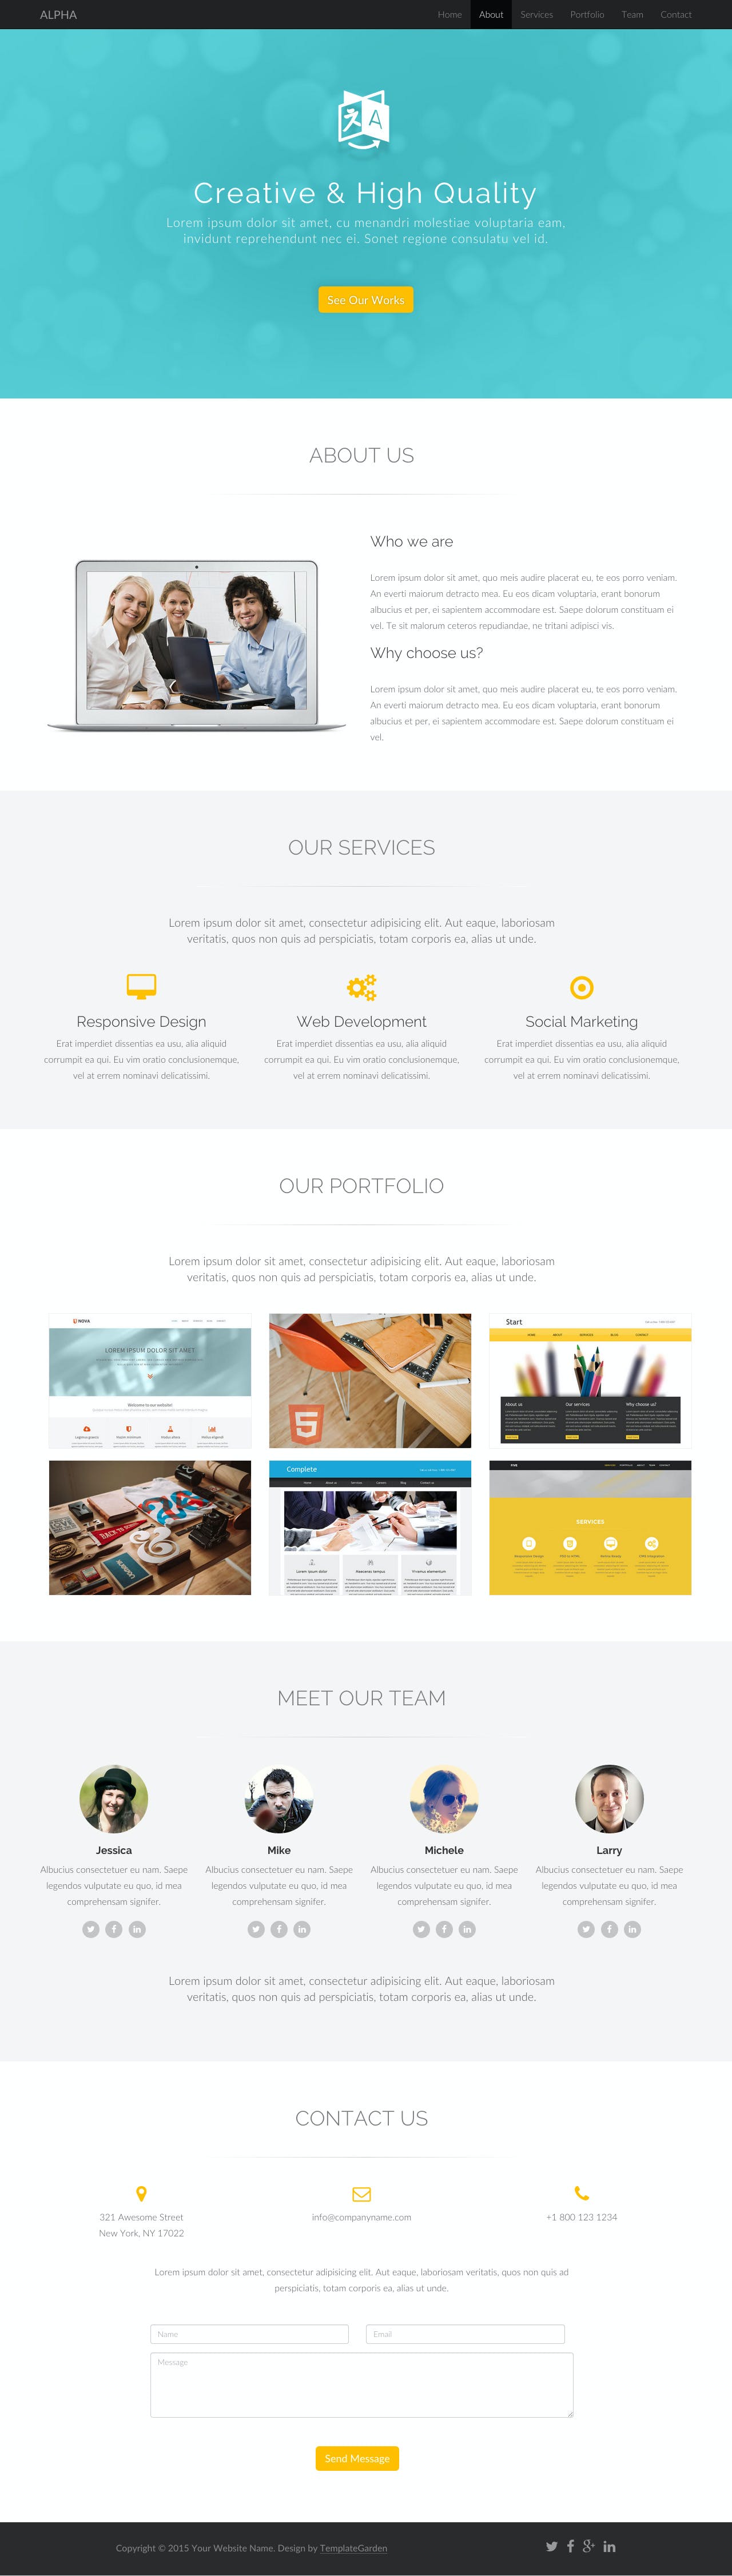 ALPHA
Home About Services Portfolio Team Contact
A
Creative & High Quality
Lorem ipsum dolor sit amet, cu menandri molestiae voluptaria eam,
invidunt reprehendunt nec ei. Sonet regione consulatu vel id.
See Our Works
ABOUT US
Who we are
Lorem ipsum dolor sit amet, quo meis audire placerat eu, te eos porro veniam.
An everti maiorum detracto mea. Eu eos dicam voluptaria, erant bonorum
albucius et per, ei sapientem accommodare est. Saepe dolorum constituam ei
vel. Te sit malorum ceteros repudiandae, ne tritani adipisci vis.
Why choose us?
Lorem ipsum dolor sit amet, quo meis audire placerat eu, te eos porro veniam.
An everti maiorum detracto mea. Eu eos dicam voluptaria, erant bonorum
albucius et per, ei sapientem accommodare est. Saepe dolorum constituam ei
vel.
OUR SERVICES
Lorem ipsum dolor sit amet, consectetur adipisicing elit. Aut eaque, laboriosam
veritatis, quos non quis ad perspiciatis, totam corporis ea, alias ut unde.
Responsive Design
Erat imperdiet dissentias ea usu, alia aliquid
corrumpit ea qui. Eu vim oratio conclusionemque,
vel at errem nominavi delicatissimi.
Web Development
Erat imperdiet dissentias ea usu, alia aliquid
corrumpit ea qui. Eu vim oratio conclusionemque,
vel at errem nominavi delicatissimi.
Social Marketing
Erat imperdiet dissentias ea usu, alia aliquid
corrumpit ea qui. Eu vim oratio conclusionemque,
vel at errem nominavi delicatissimi.
OUR PORTFOLIO
Lorem ipsum dolor sit amet, consectetur adipisicing elit. Aut eaque, laboriosam
veritatis, quos non quis ad perspiciatis, totam corporis ea, alias ut unde.
NOVA
LOREM IPSUM DOLOR SIT AMET
Welcome to our website!
5
Start
HOME ABOUT SERVICES BLOG CONTACT
About us Our services Why choose us?
Complete
Lorem ipsum dolor
SERVICES
MEET OUR TEAM
Jessica
Albucius consectetuer eu nam. Saepe
legendos vulputate eu quo, id mea
comprehensam signifer.
Mike
Albucius consectetuer eu nam. Saepe
legendos vulputate eu quo, id mea
comprehensam signifer.
Michele
Albucius consectetuer eu nam. Saepe
legendos vulputate eu quo, id mea
comprehensam signifer.
Larry
Albucius consectetuer eu nam. Saepe
legendos vulputate eu quo, id mea
comprehensam signifer.
Lorem ipsum dolor sit amet, consectetur adipisicing elit. Aut eaque, laboriosam
veritatis, quos non quis ad perspiciatis, totam corporis ea, alias ut unde.
CONTACT US
321 Awesome Street
New York, NY 17022
info@companyname.com
+1 800 123 1234
Lorem ipsum dolor sit amet, consectetur adipisicing elit. Aut eaque, laboriosam veritatis, quos non quis ad
perspiciatis, totam corporis ea, alias ut unde.
Name
Email
Message
Send Message
Copyright © 2015 Your Website Name. Design by TemplateGarden